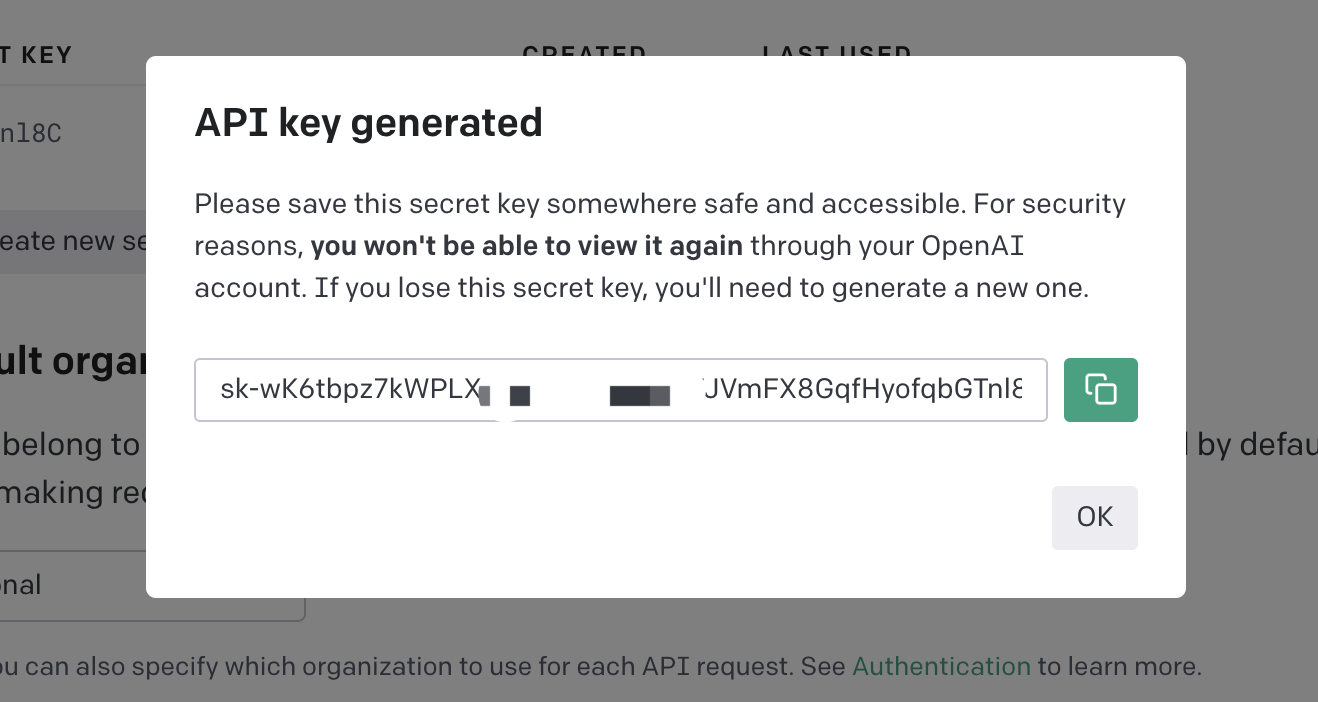 T KEY
CREATED
LAST USED
nl8C
eate new se
API key generated
Please save this secret key somewhere safe and accessible. For security
reasons, you won't be able to view it again through your OpenAI
account. If you lose this secret key, you'll need to generate a new one.
sk-wK6tbpz7kWPLX
JVmFX8GqfHyofqbGTnl8
OK
ult organ
belong to
by defau
making rec
onal
ou can also specify which organization to use for each API request. See Authentication to learn more.